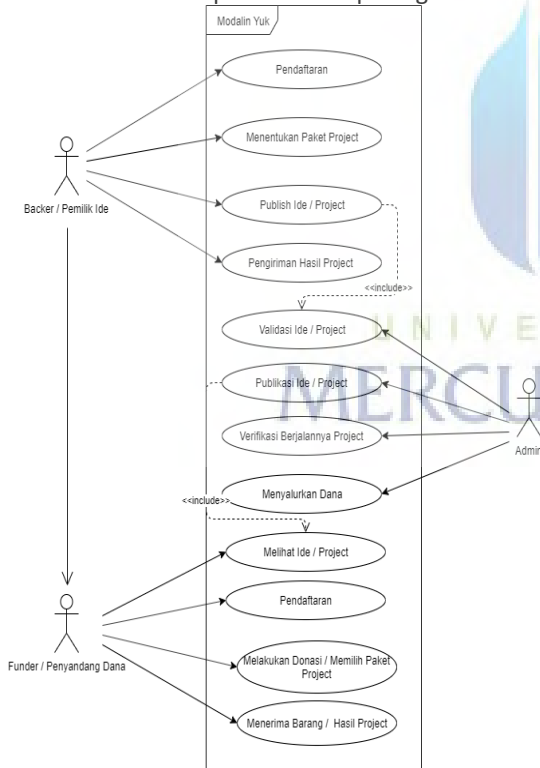 Modalin Yuk
Pendaftaran
Menentukan Paket Project
Backer / Pemilik Ide
Publish Ide / Project
Pengiriman Hasil Project
<<include>>
Validasi Ide / Project
UNIVE
Publikasi Ide / Project
MERCU
Verifikasi Berjalannya Project
Admin
Menyalurkan Dana
<<include>>
Melihat Ide / Project
Pendaftaran
Funder / Penyandang Dana
Melakukan Donasi / Memilih Paket
Project
Menerima Barang / Hasil Project